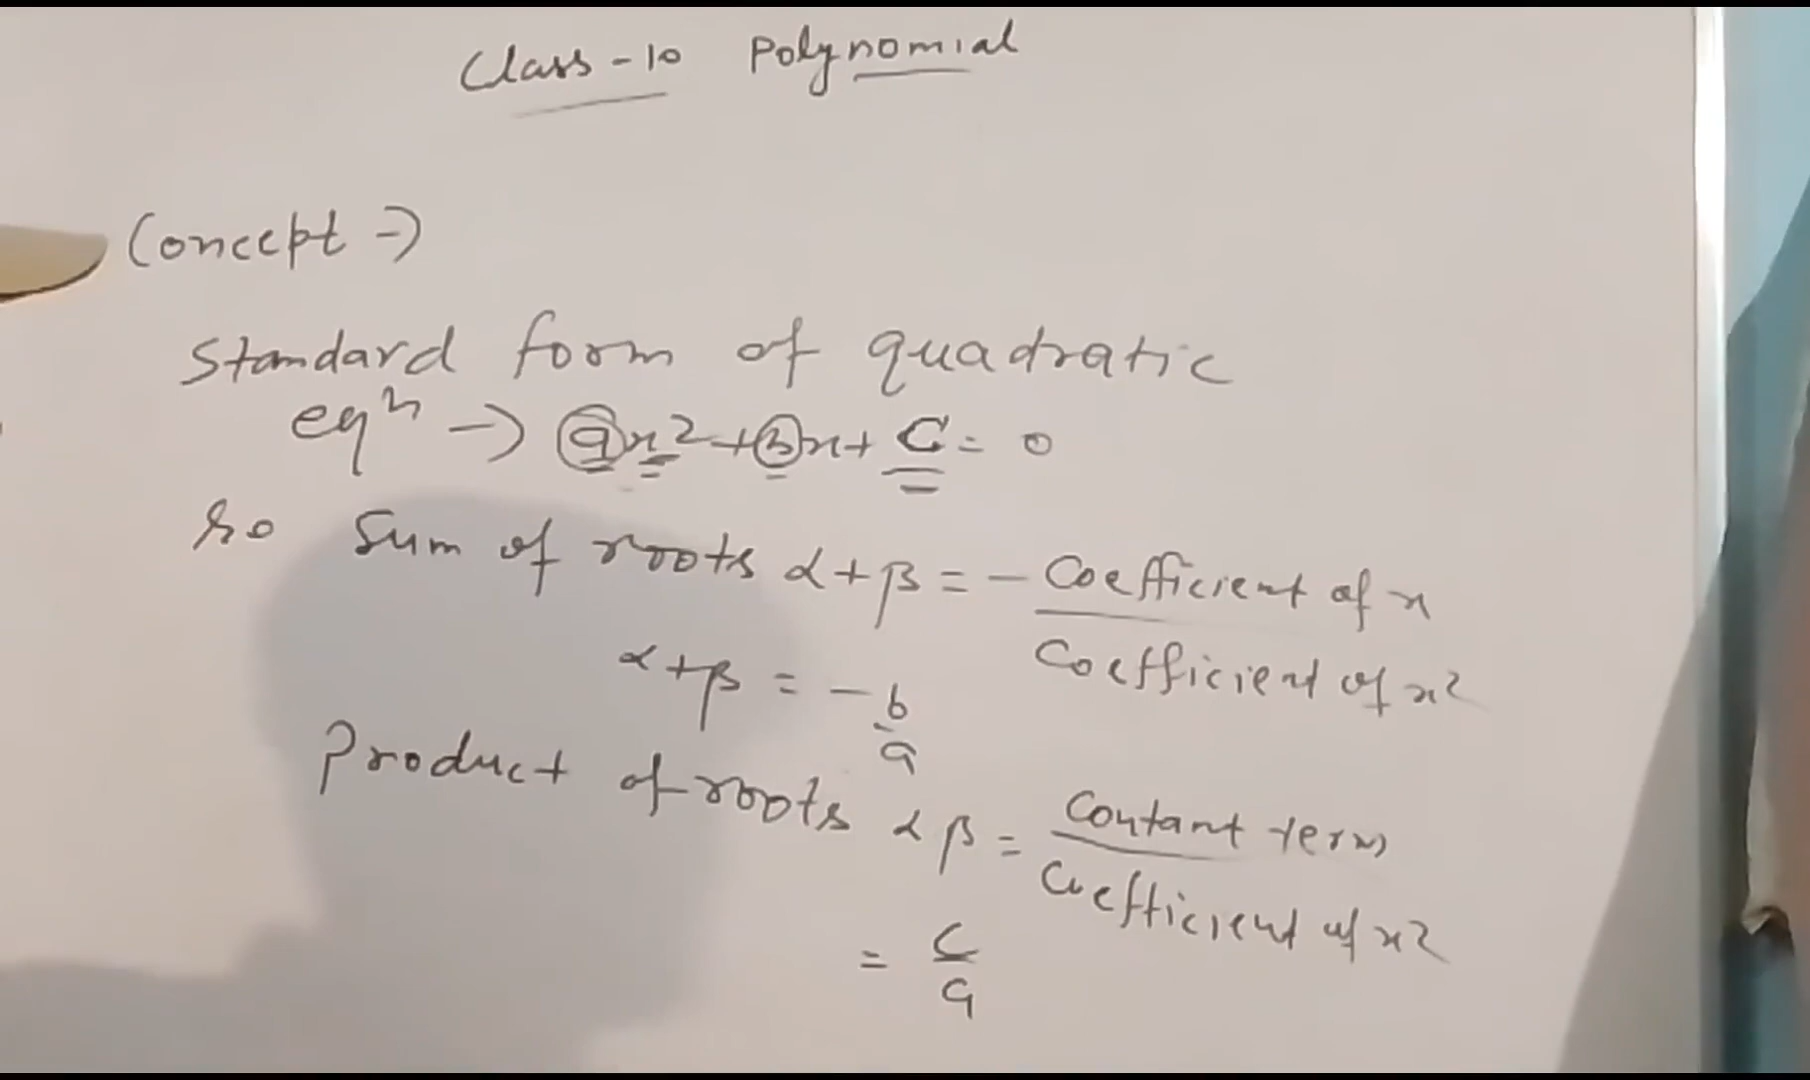 Class-10 Polynomial
Concept →
Standard form of quadratic
eqⁿ → ax²+bx+c = 0
so sum of roots α+β = - Coefficient of x / Coefficient of x²
α+β = - b/a
Product of roots αβ = Contant term / Coefficient of x²
= c/a